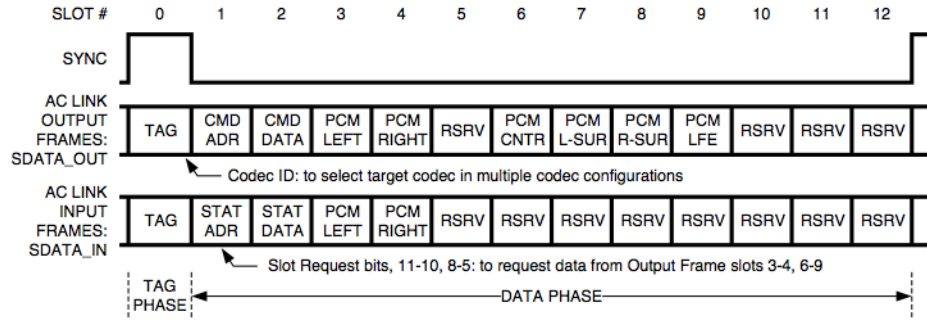 SLOT # 0 1 2 3 4 5 6 7 8 9 10 11 12
SYNC
AC LINK
OUTPUT
FRAMES:
SDATA_OUT
TAG CMD ADR CMD DATA PCM LEFT PCM RIGHT RSRV PCM CNTR PCM L-SUR PCM R-SUR PCM LFE RSRV RSRV RSRV
Codec ID: to select target codec in multiple codec configurations
AC LINK
INPUT
FRAMES:
SDATA_IN
TAG STAT ADR STAT DATA PCM LEFT PCM RIGHT RSRV RSRV RSRV RSRV RSRV RSRV RSRV RSRV
Slot Request bits, 11-10, 8-5: to request data from Output Frame slots 3-4, 6-9
TAG
PHASE
DATA PHASE